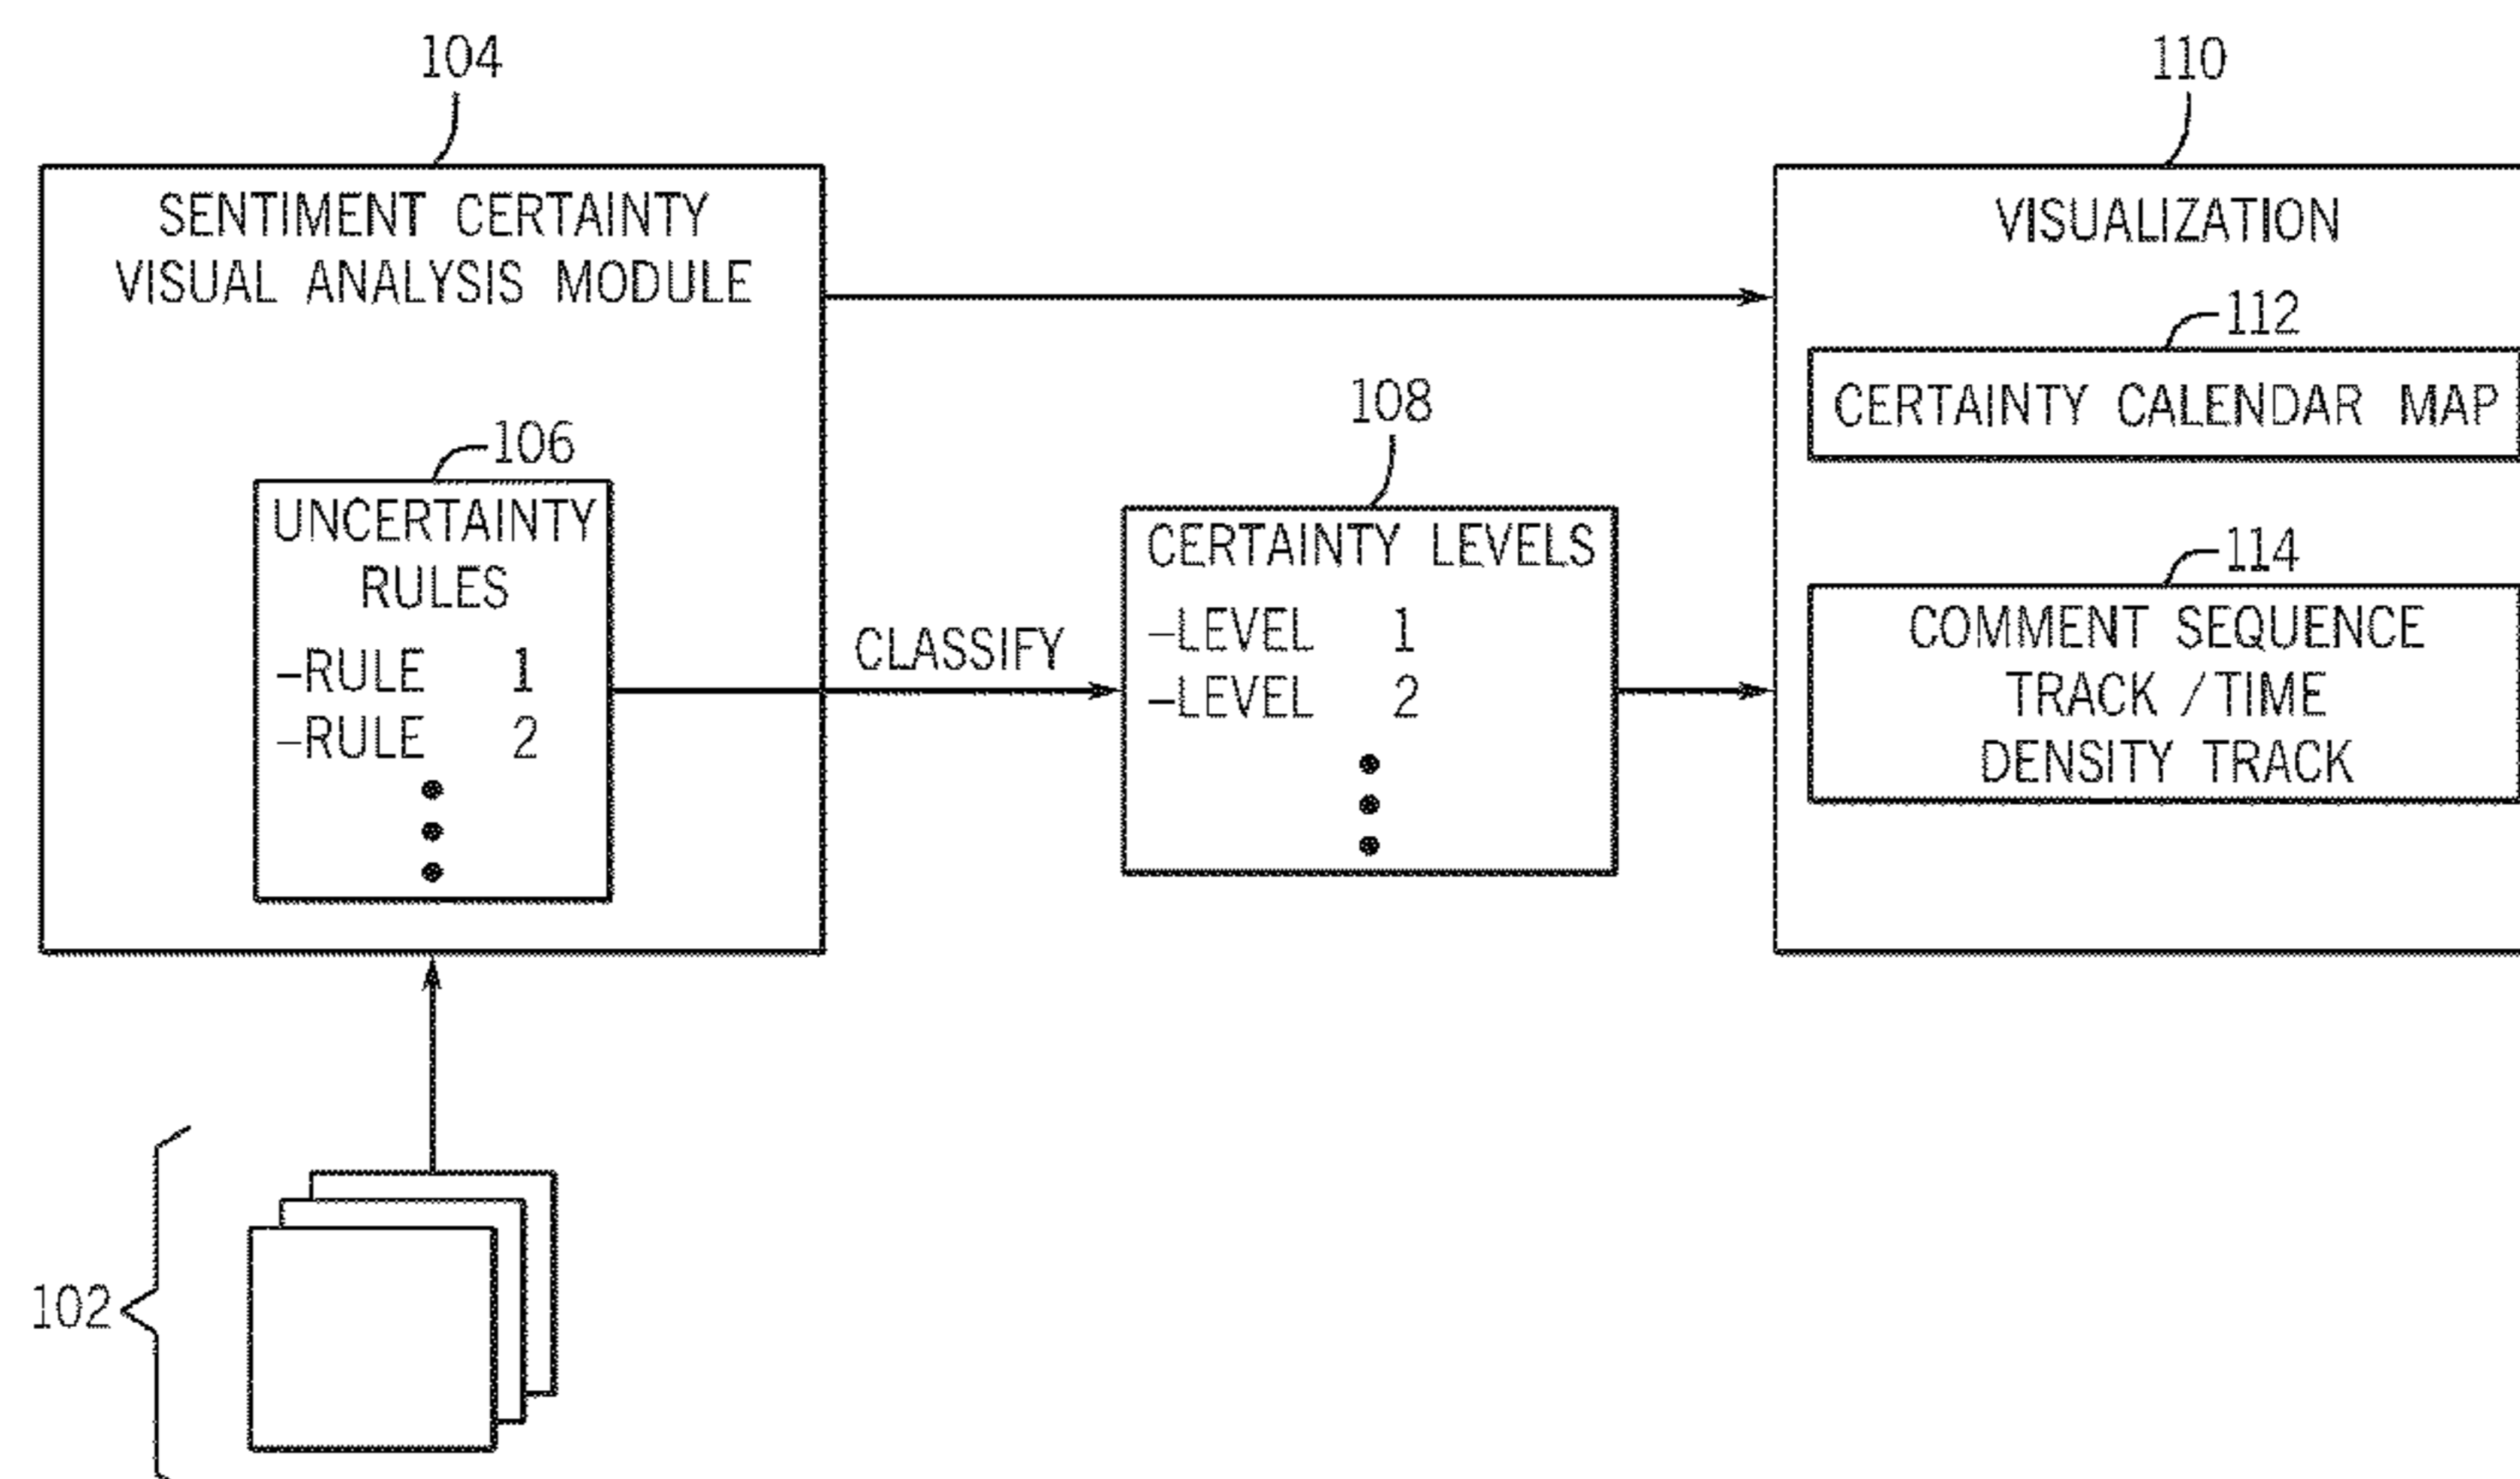 104
SENTIMENT CERTAINTY
VISUAL ANALYSIS MODULE
106
UNCERTAINTY
RULES
–RULE 1
–RULE 2
CLASSIFY
108
CERTAINTY LEVELS
–LEVEL 1
–LEVEL 2
110
VISUALIZATION
112
CERTAINTY CALENDAR MAP
114
COMMENT SEQUENCE
TRACK / TIME
DENSITY TRACK
102